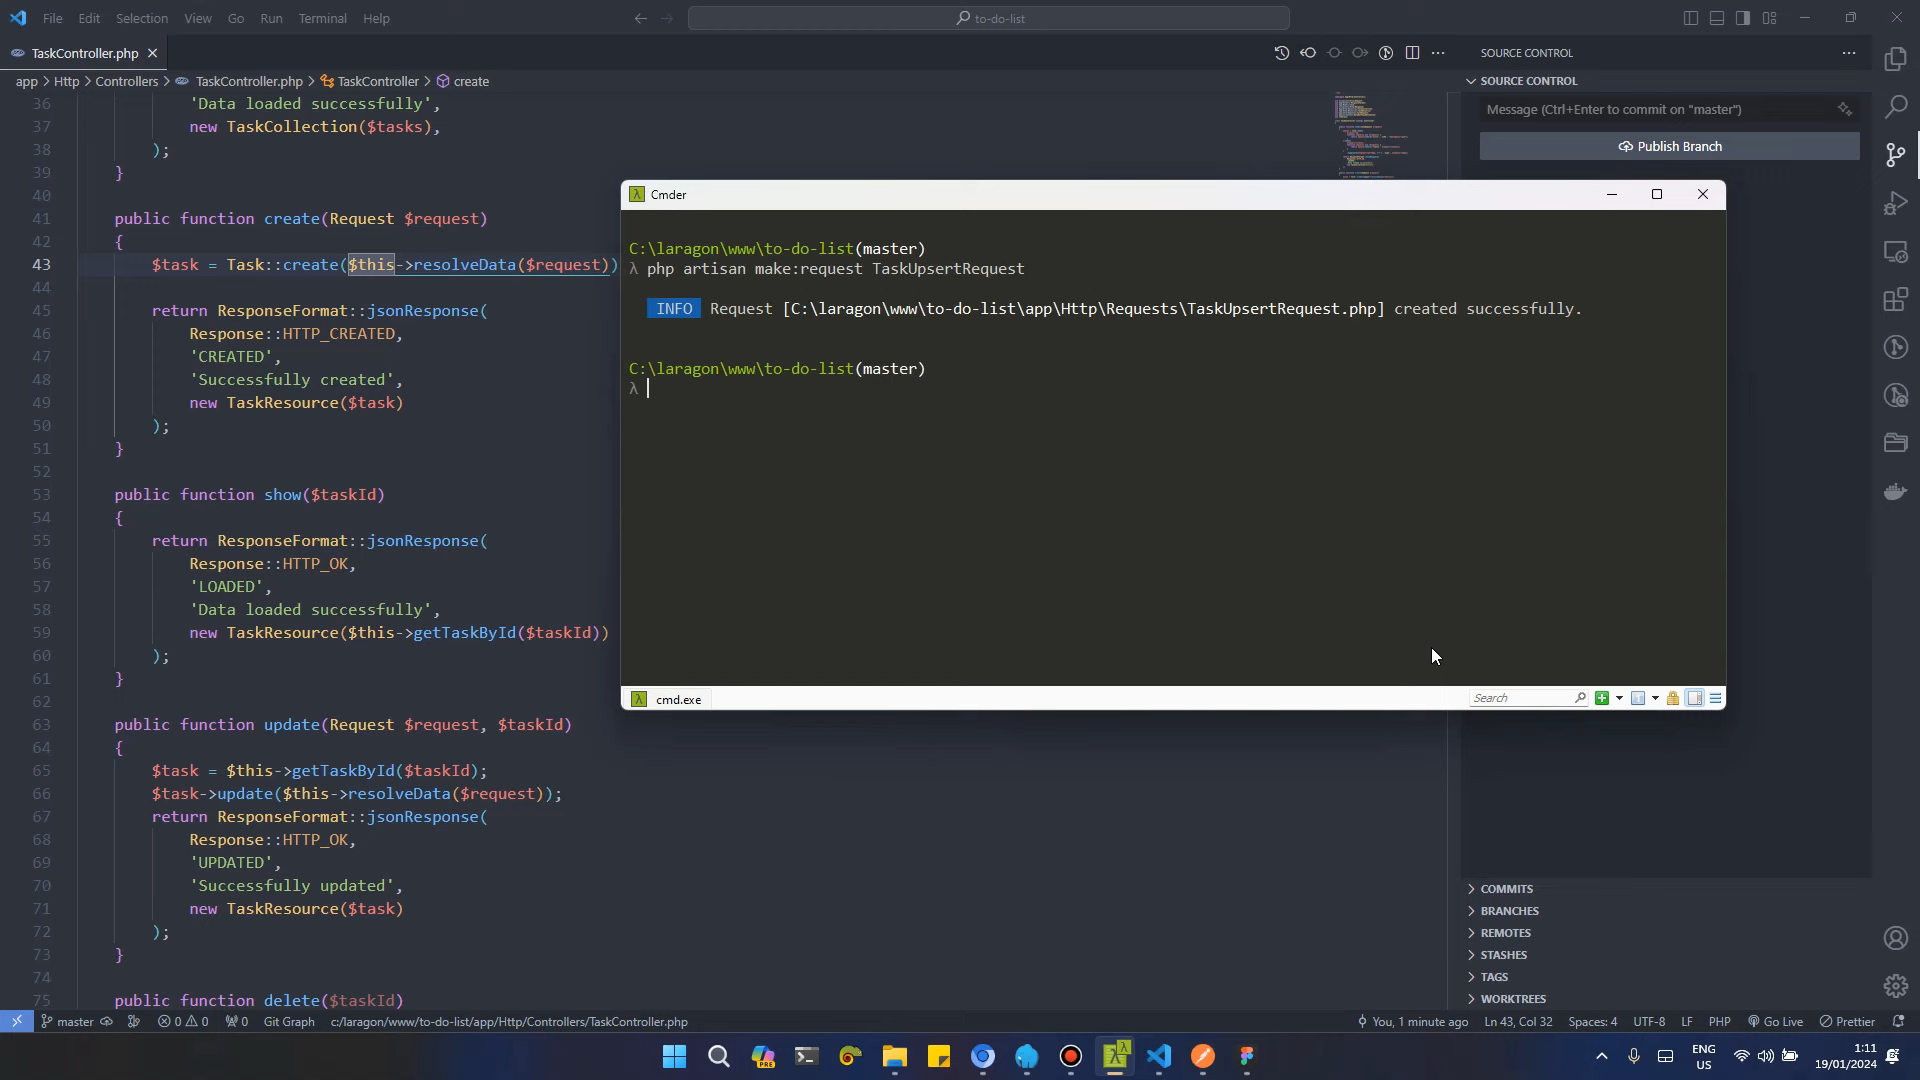 File Edit Selection View Go Run Terminal Help
to-do-list
TaskController.php
app > Http > Controllers > TaskController.php > TaskController > create
36 'Data loaded successfully',
37 new TaskCollection($tasks),
38 );
39 }
40
41 public function create(Request $request)
42 {
43 $task = Task::create($this->resolveData($request))
45 return ResponseFormat::jsonResponse(
46 Response::HTTP_CREATED,
47 'CREATED',
48 'Successfully created',
49 new TaskResource($task)
50 );
51 }
52
53 public function show($taskId)
54 {
55 return ResponseFormat::jsonResponse(
56 Response::HTTP_OK,
57 'LOADED',
58 'Data loaded successfully',
59 new TaskResource($this->getTaskById($taskId))
60 );
61 }
62
63 public function update(Request $request, $taskId)
64 {
65 $task = $this->getTaskById($taskId);
66 $task->update($this->resolveData($request));
67 return ResponseFormat::jsonResponse(
68 Response::HTTP_OK,
69 'UPDATED',
70 'Successfully updated',
71 new TaskResource($task)
72 );
73 }
74
75 public function delete($taskId)
Cmder
C:\laragon\www\to-do-list(master)
λ php artisan make:request TaskUpsertRequest
INFO Request [C:\laragon\www\to-do-list\app\Http\Requests\TaskUpsertRequest.php] created successfully.
C:\laragon\www\to-do-list(master)
λ
cmd.exe
Search
SOURCE CONTROL
SOURCE CONTROL
Message (Ctrl+Enter to commit on "master")
Publish Branch
COMMITS
BRANCHES
REMOTES
STASHES
TAGS
WORKTREES
master 0 0 0 Git Graph c:/laragon/www/to-do-list/app/Http/Controllers/TaskController.php You, 1 minute ago Ln 43, Col 32 Spaces: 4 UTF-8 LF PHP Go Live Prettier
PRE
ENG
US
1:11
19/01/2024